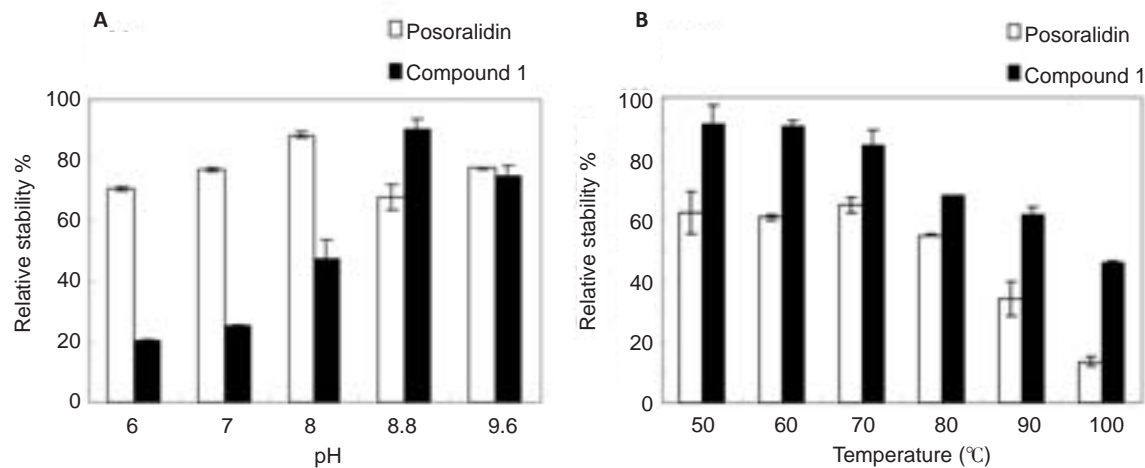 A
Posoralidin
Compound 1
Relative stability %
100
80
60
40
20
0
6 7 8 8.8 9.6
pH
B
Posoralidin
Compound 1
Relative stability %
100
80
60
40
20
0
50 60 70 80 90 100
Temperature (℃)